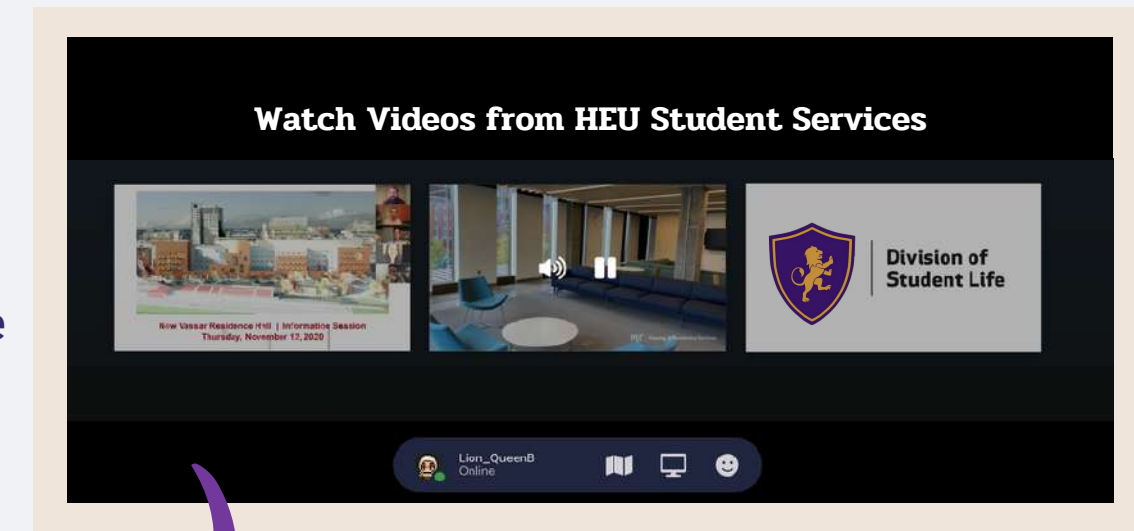 Watch Videos from HEU Student Services
New Vassar Residence Hall | Information Session
Thursday, November 12, 2020
Division of
Student Life
Lion_QueenB
Online
e